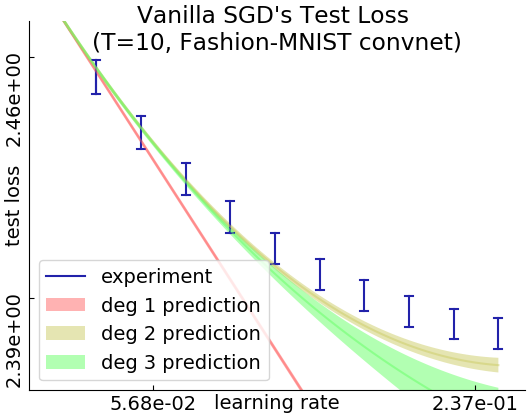 Vanilla SGD's Test Loss
(T=10, Fashion-MNIST convnet)
test loss
2.46e+00
2.39e+00
experiment
deg 1 prediction
deg 2 prediction
deg 3 prediction
5.68e-02
learning rate
2.37e-01